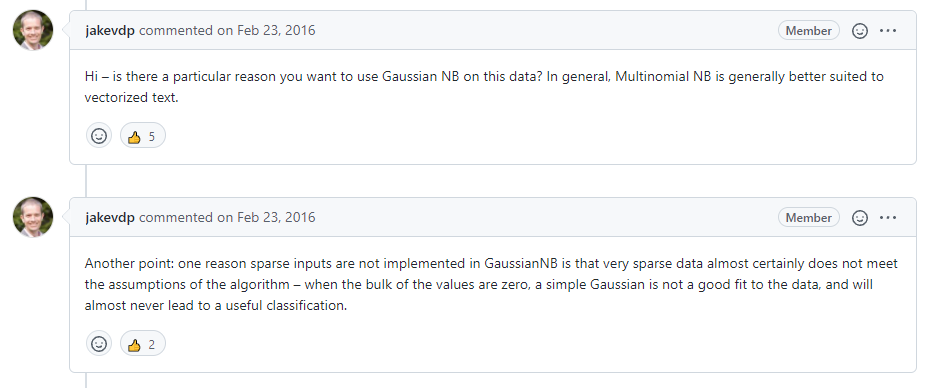 jakevdp commented on Feb 23, 2016 Member
Hi – is there a particular reason you want to use Gaussian NB on this data? In general, Multinomial NB is generally better suited to
vectorized text.
5
jakevdp commented on Feb 23, 2016 Member
Another point: one reason sparse inputs are not implemented in GaussianNB is that very sparse data almost certainly does not meet
the assumptions of the algorithm – when the bulk of the values are zero, a simple Gaussian is not a good fit to the data, and will
almost never lead to a useful classification.
2